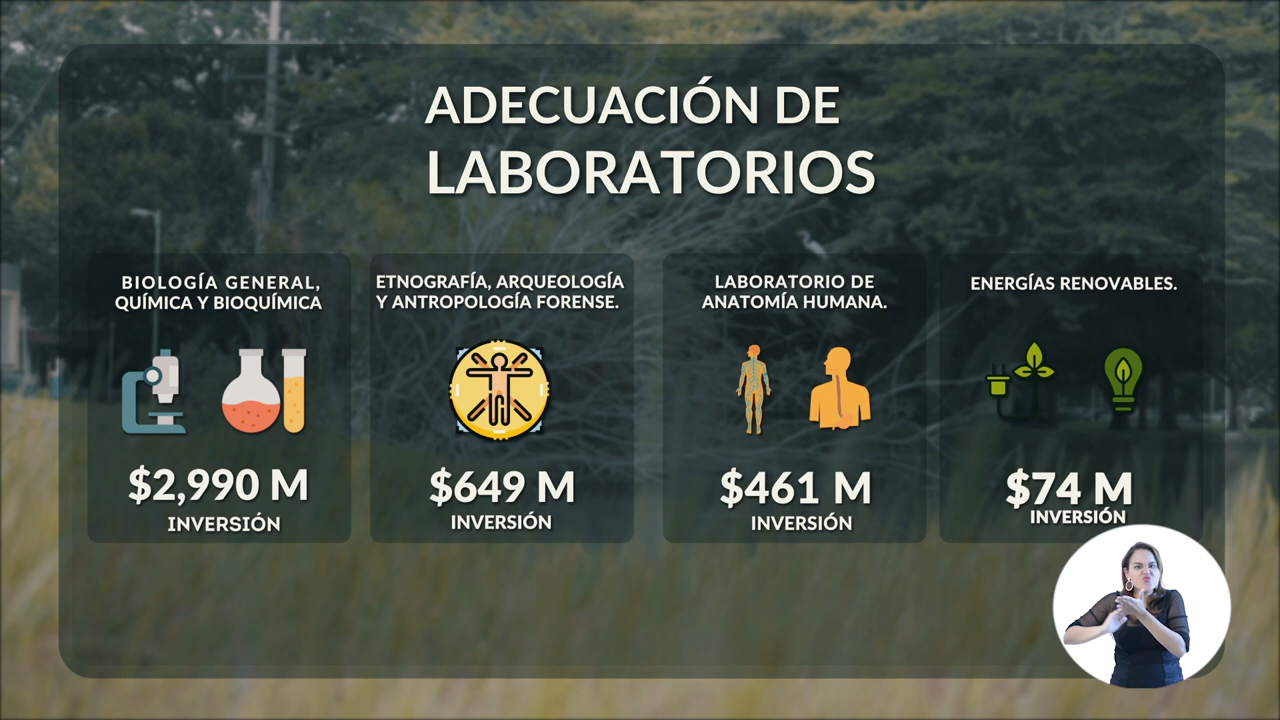 ADECUACIÓN DE
LABORATORIOS
BIOLOGÍA GENERAL,
QUÍMICA Y BIOQUÍMICA
$2,990 M
INVERSIÓN
ETNOGRAFÍA, ARQUEOLOGÍA
Y ANTROPOLOGÍA FORENSE.
$649 M
INVERSIÓN
LABORATORIO DE
ANATOMÍA HUMANA.
$461 M
INVERSIÓN
ENERGÍAS RENOVABLES.
$74 M
INVERSIÓN